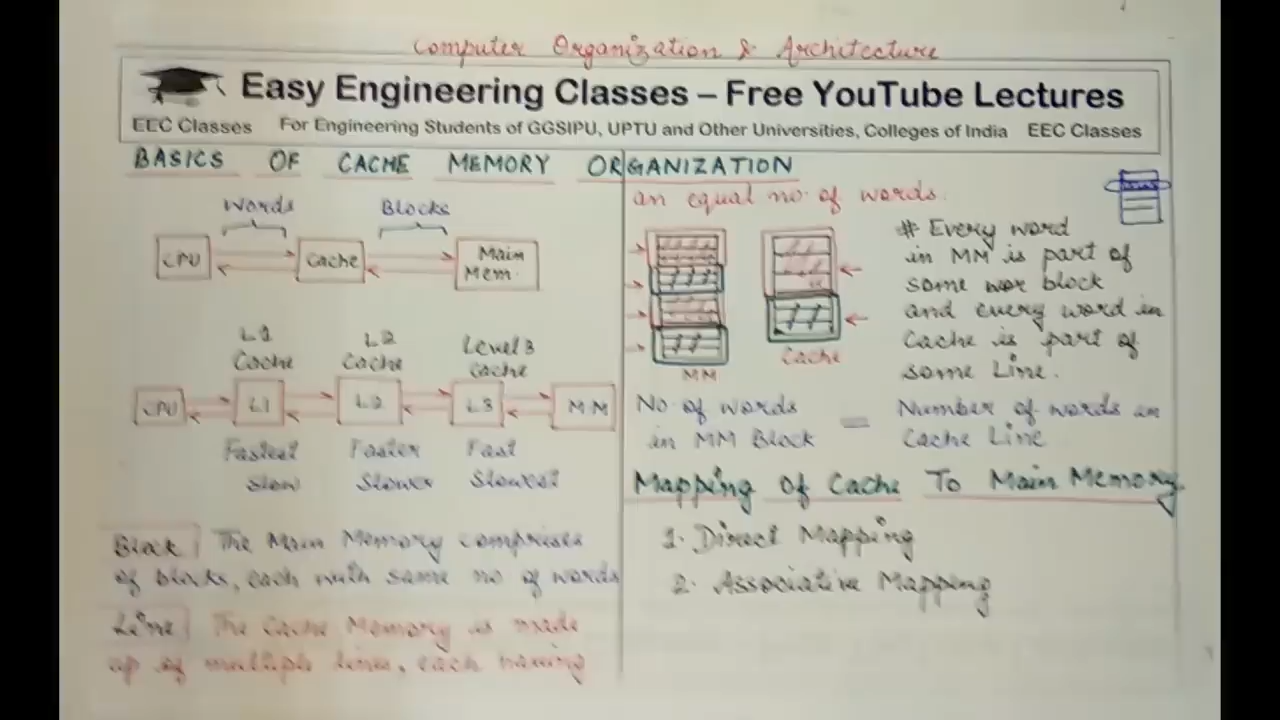 Computer Organization & Architecture
Easy Engineering Classes – Free YouTube Lectures
EEC Classes For Engineering Students of GGSIPU, UPTU and Other Universities, Colleges of India EEC Classes
BASICS OF CACHE MEMORY ORGANIZATION
Words Blocks
CPU Cache Main
Mem.
L1 L2 Level 3
Cache Cache Cache
CPU L1 L2 L3 MM
Fastest Faster Fast
Slow Slower Slowest
Block: The Main Memory comprises
of blocks, each with same no of words
Line: The Cache Memory is made
up of multiple lines, each having
an equal no. of words.
MM Cache
# Every word
in MM is part of
some wor block
and every word in
Cache is part of
some Line.
No of words = Number of words in
in MM Block Cache Line
Mapping Of Cache To Main Memory
1. Direct Mapping
2. Associative Mapping